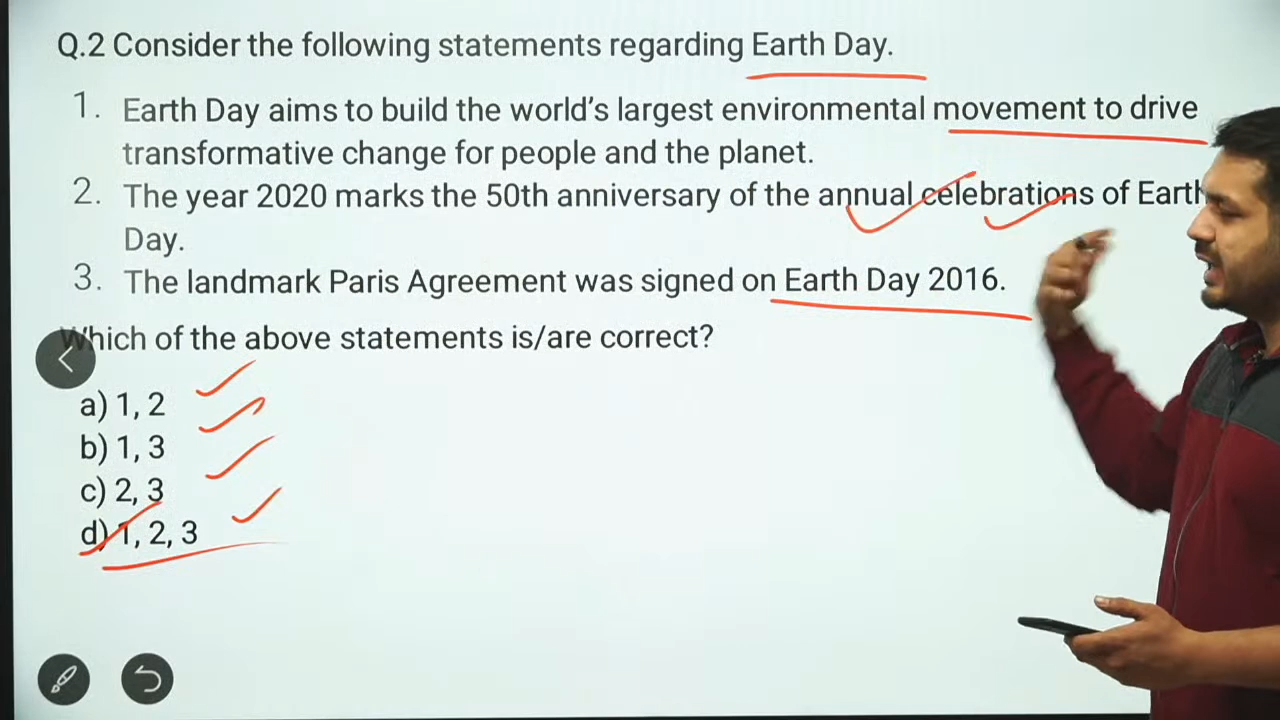 Q.2 Consider the following statements regarding Earth Day.
1. Earth Day aims to build the world's largest environmental movement to drive
transformative change for people and the planet.
2. The year 2020 marks the 50th anniversary of the annual celebrations of Earth
Day.
3. The landmark Paris Agreement was signed on Earth Day 2016.
Which of the above statements is/are correct?
a) 1, 2
b) 1, 3
c) 2, 3
d) 1, 2, 3